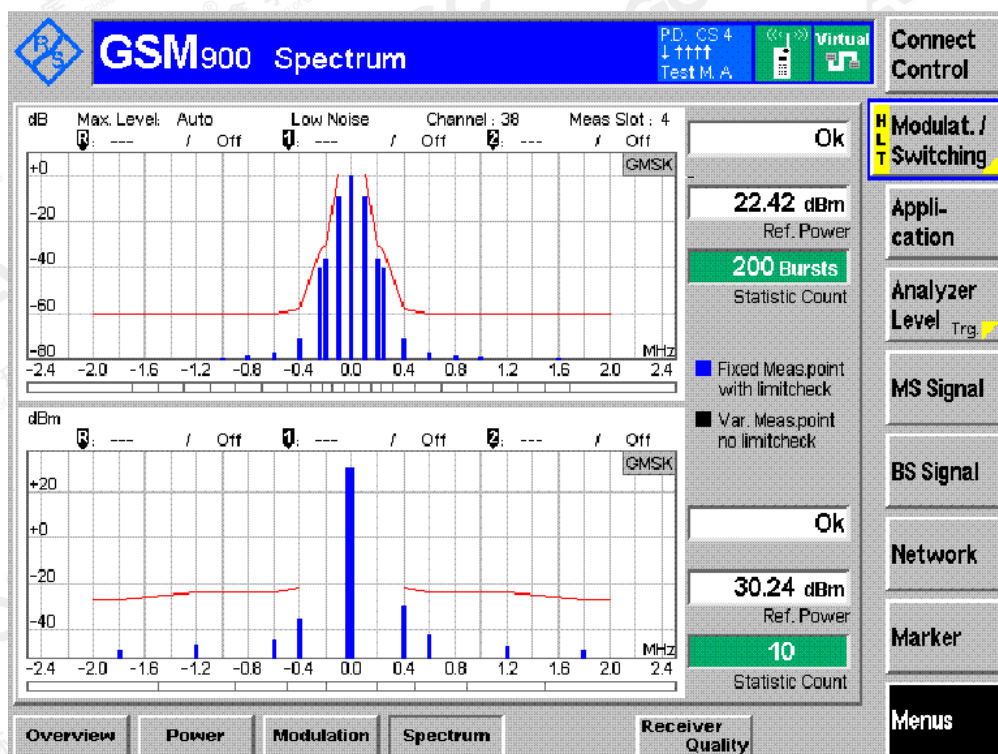 R S
GSM900 Spectrum
P.D. CS 4
↓ ↑↑↑↑
Test M. A
Virtual
Connect Control
dB Max. Level: Auto Low Noise Channel : 38 Meas Slot : 4
R : --- / Off 1 : --- / Off 2 : --- / Off
GMSK
+0
-20
-40
-60
-80
MHz
-2.4 -2.0 -1.6 -1.2 -0.8 -0.4 0.0 0.4 0.8 1.2 1.6 2.0 2.4
Ok
22.42 dBm
Ref. Power
200 Bursts
Statistic Count
Fixed Meas.point
with limitcheck
Var. Meas.point
no limitcheck
dBm
R : --- / Off 1 : --- / Off 2 : --- / Off
GMSK
+20
+0
-20
-40
MHz
-2.4 -2.0 -1.6 -1.2 -0.8 -0.4 0.0 0.4 0.8 1.2 1.6 2.0 2.4
Ok
30.24 dBm
Ref. Power
10
Statistic Count
H L T
Modulat. /
Switching
Appli-
cation
Analyzer
Level Trg.
MS Signal
BS Signal
Network
Marker
Menus
Overview Power Modulation Spectrum Receiver
Quality